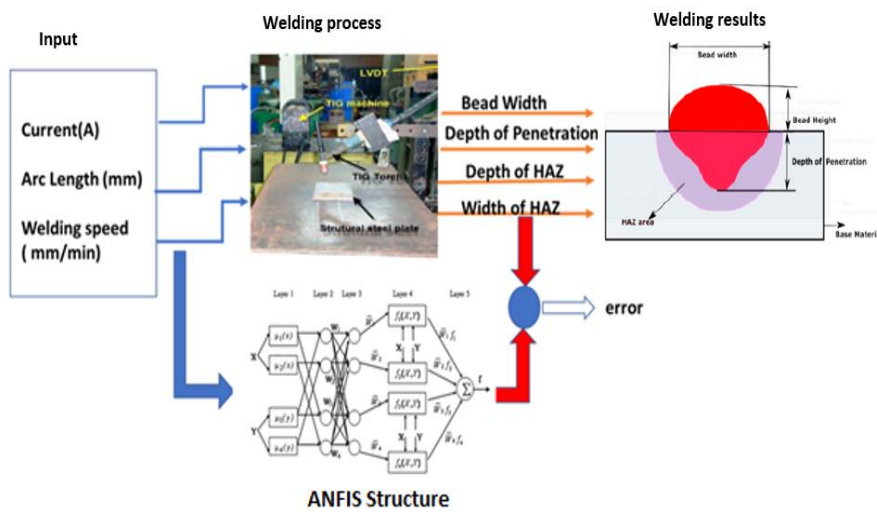 Input
Current(A)
Arc Length (mm)
Welding speed
( mm/min)
Welding process
LVDT
TIG machine
TIG Torch
Strutural steel plate
Bead Width
Depth of Penetration
Depth of HAZ
Width of HAZ
Welding results
Bead width
Bead Height
Depth of Penetration
HAZ area
Base Materi
error
Layer 1
Layer 2
Layer 3
Layer 4
Layer 5
X
Y
W₁
f₁(X,Y)
X
Y
X
Y
Σ
f
ANFIS Structure